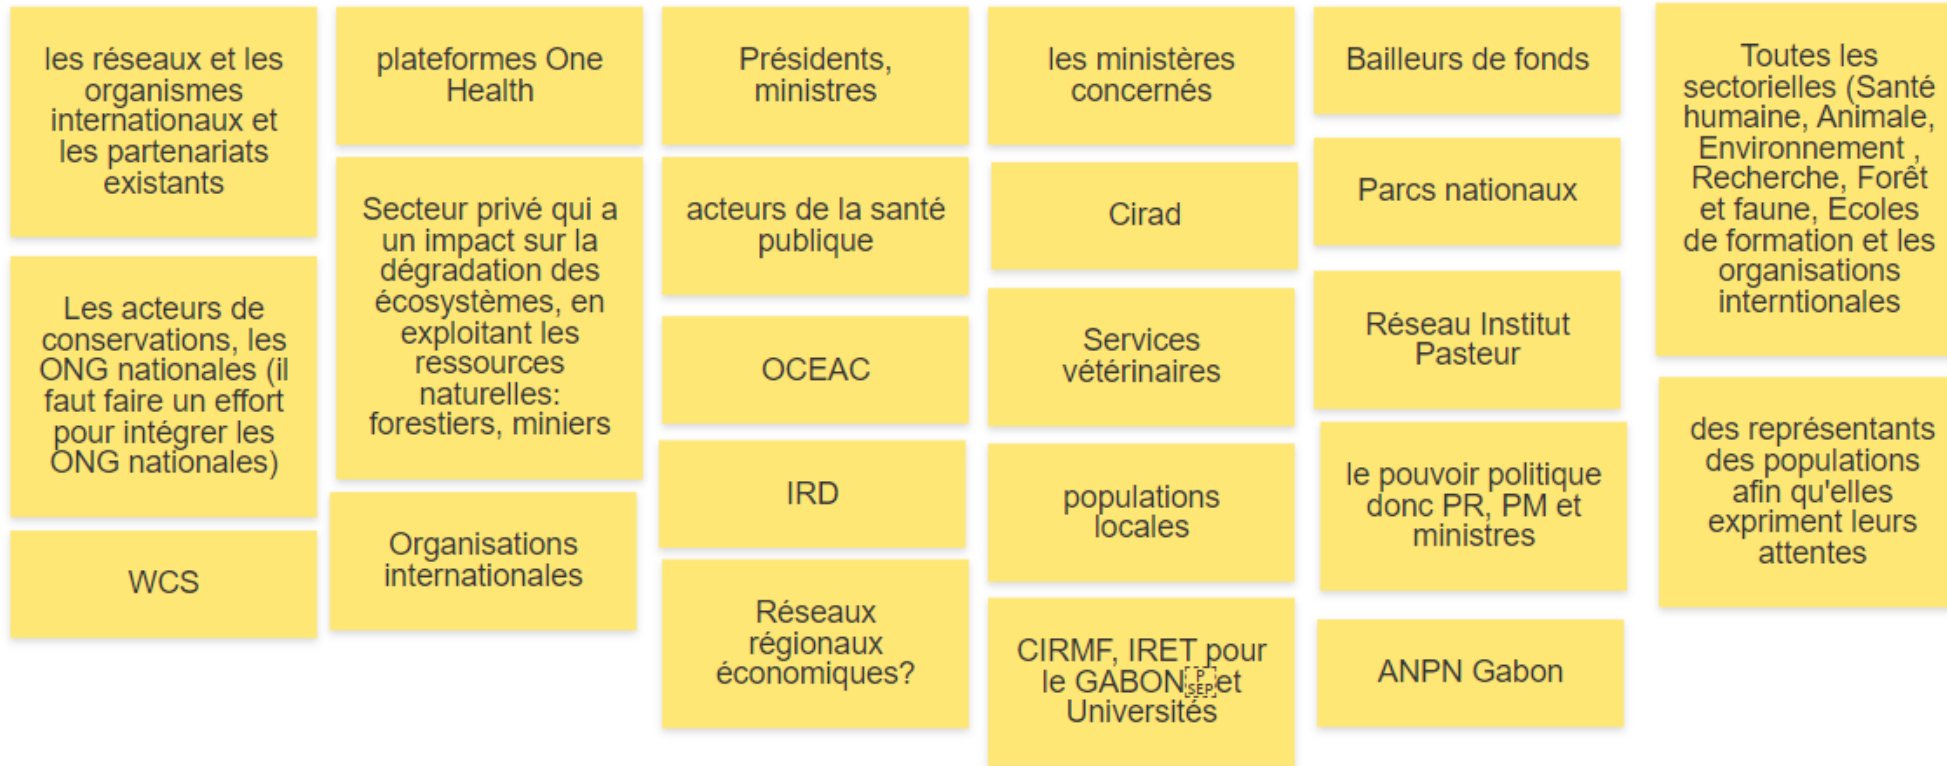 les réseaux et les
organismes
internationaux et
les partenariats
existants
Les acteurs de
conservations, les
ONG nationales (il
faut faire un effort
pour intégrer les
ONG nationales)
WCS
plateformes One
Health
Secteur privé qui a
un impact sur la
dégradation des
écosystèmes, en
exploitant les
ressources
naturelles:
forestiers, miniers
Organisations
internationales
Présidents,
ministres
acteurs de la santé
publique
OCEAC
IRD
Réseaux
régionaux
économiques?
les ministères
concernés
Cirad
Services
vétérinaires
populations
locales
CIRMF, IRET pour
le GABON PSEP et
Universités
Bailleurs de fonds
Parcs nationaux
Réseau Institut
Pasteur
le pouvoir politique
donc PR, PM et
ministres
ANPN Gabon
Toutes les
sectorielles (Santé
humaine, Animale,
Environnement ,
Recherche, Forêt
et faune, Ecoles
de formation et les
organisations
interntionales
des représentants
des populations
afin qu'elles
expriment leurs
attentes